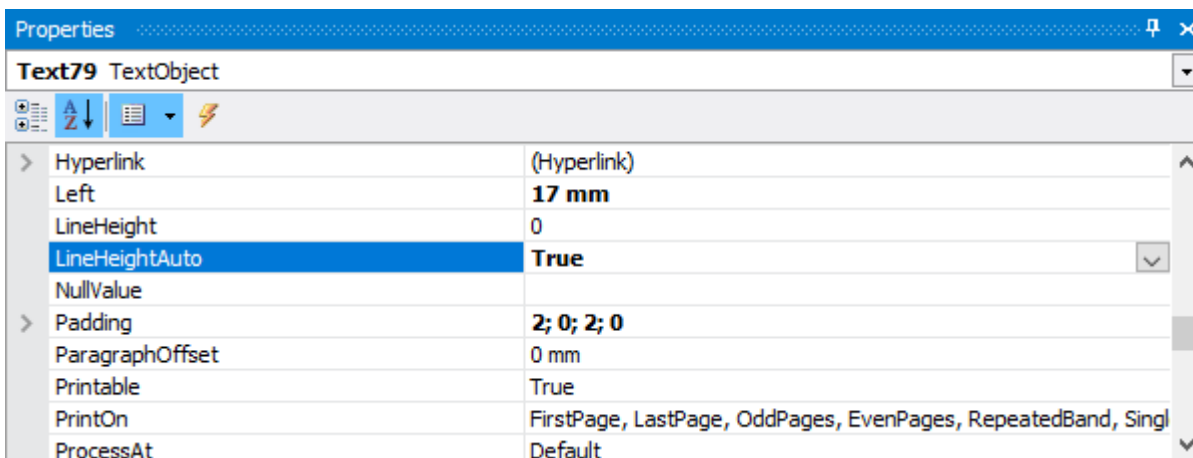 Properties
Text79 TextObject
Hyperlink (Hyperlink)
Left 17 mm
LineHeight 0
LineHeightAuto True
NullValue
Padding 2; 0; 2; 0
ParagraphOffset 0 mm
Printable True
PrintOn FirstPage, LastPage, OddPages, EvenPages, RepeatedBand, Singl
ProcessAt Default